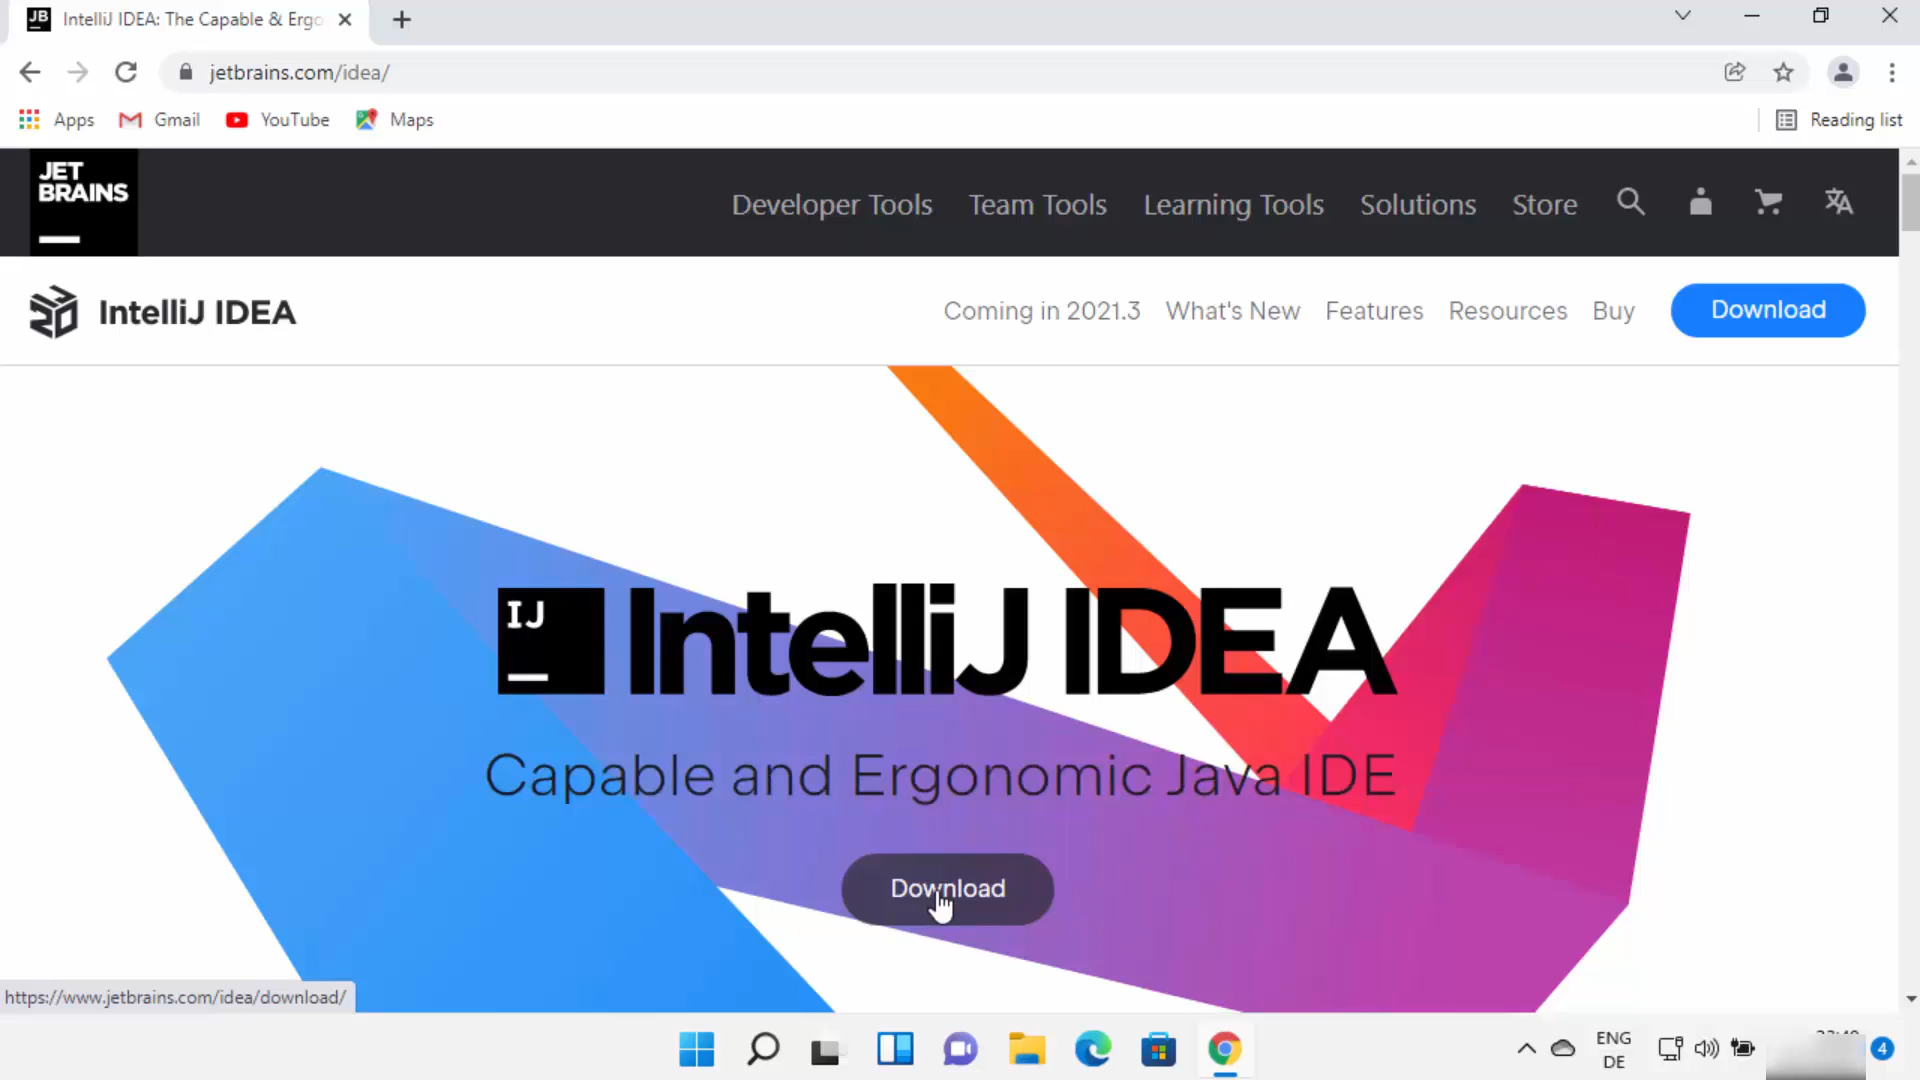 IntelliJ IDEA: The Capable & Ergo
jetbrains.com/idea/
Apps Gmail YouTube Maps Reading list
JET
BRAINS
Developer Tools Team Tools Learning Tools Solutions Store
IntelliJ IDEA Coming in 2021.3 What's New Features Resources Buy Download
IJ IntelliJ IDEA
Capable and Ergonomic Java IDE
Download
https://www.jetbrains.com/idea/download/
ENG
DE
4